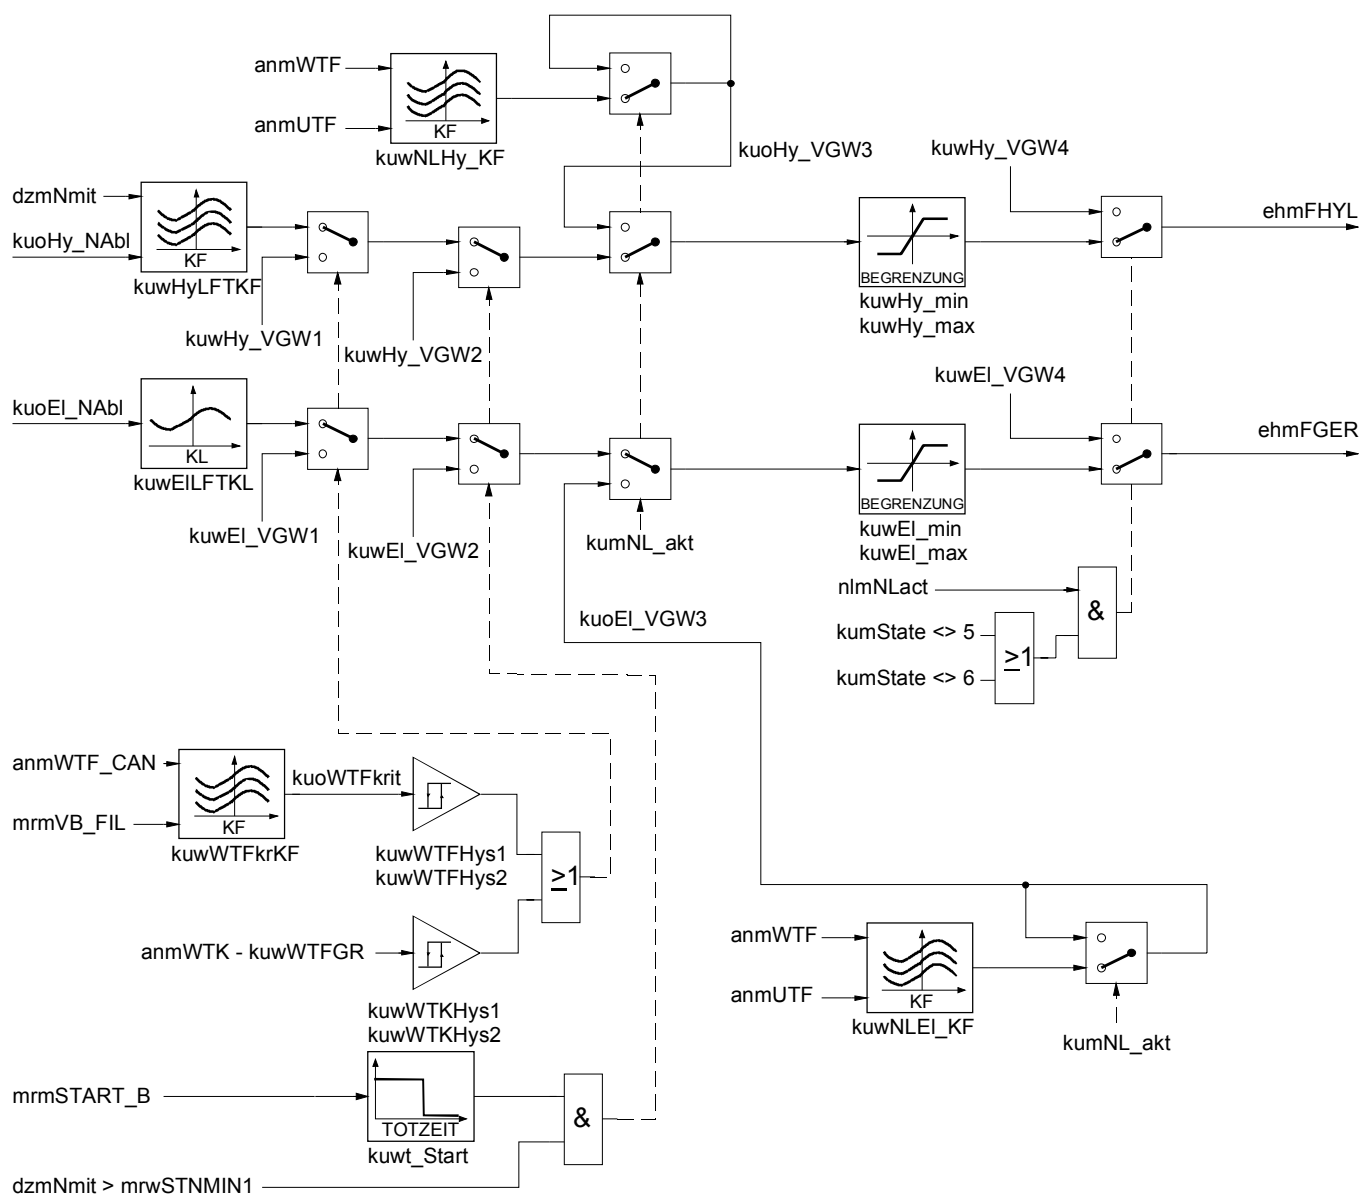 anmWTF
anmUTF
KF
kuwNLHy_KF
kuoHy_VGW3
kuwHy_VGW4
dzmNmit
kuoHy_NAbl
KF
kuwHyLFTKF
kuwHy_VGW1
kuwHy_VGW2
BEGRENZUNG
kuwHy_min
kuwHy_max
ehmFHYL
kuwEl_VGW4
kuoEl_NAbl
KL
kuwElLFTKL
kuwEl_VGW1
kuwEl_VGW2
kumNL_akt
BEGRENZUNG
kuwEl_min
kuwEl_max
ehmFGER
nlmNLact
&
kuoEl_VGW3
kumState <> 5
≥1
kumState <> 6
anmWTF_CAN
mrmVB_FIL
KF
kuwWTFkrKF
kuoWTFkrit
kuwWTFHys1
kuwWTFHys2
≥1
anmWTK - kuwWTFGR
kuwWTKHys1
kuwWTKHys2
anmWTF
anmUTF
KF
kuwNLEl_KF
kumNL_akt
mrmSTART_B
TOTZEIT
kuwt_Start
&
dzmNmit > mrwSTNMIN1